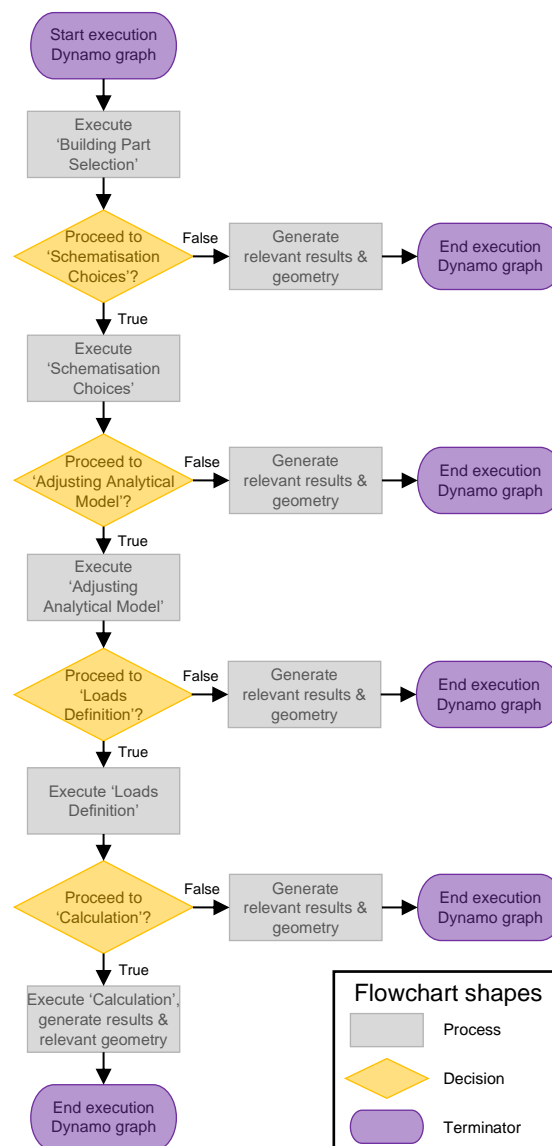 Start execution
Dynamo graph
Execute
‘Building Part
Selection’
Proceed to
‘Schematisation
Choices’?
False
Generate
relevant results &
geometry
End execution
Dynamo graph
True
Execute
‘Schematisation
Choices’
Proceed to
‘Adjusting Analytical
Model’?
False
Generate
relevant results &
geometry
End execution
Dynamo graph
True
Execute
‘Adjusting
Analytical Model’
Proceed to
‘Loads
Definition’?
False
Generate
relevant results &
geometry
End execution
Dynamo graph
True
Execute ‘Loads
Definition’
Proceed to
‘Calculation’?
False
Generate
relevant results &
geometry
End execution
Dynamo graph
True
Execute ‘Calculation’,
generate results &
relevant geometry
End execution
Dynamo graph
Flowchart shapes
Process
Decision
Terminator